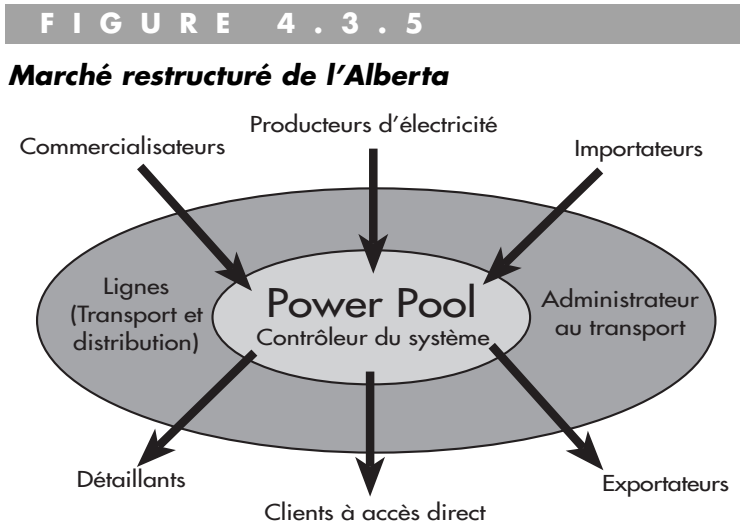 FIGURE 4.3.5
Marché restructuré de l'Alberta
Producteurs d'électricité
Commercialisateurs
Importateurs
Lignes
(Transport et
distribution)
Power Pool
Contrôleur du système
Administrateur
au transport
Détaillants
Clients à accès direct
Exportateurs